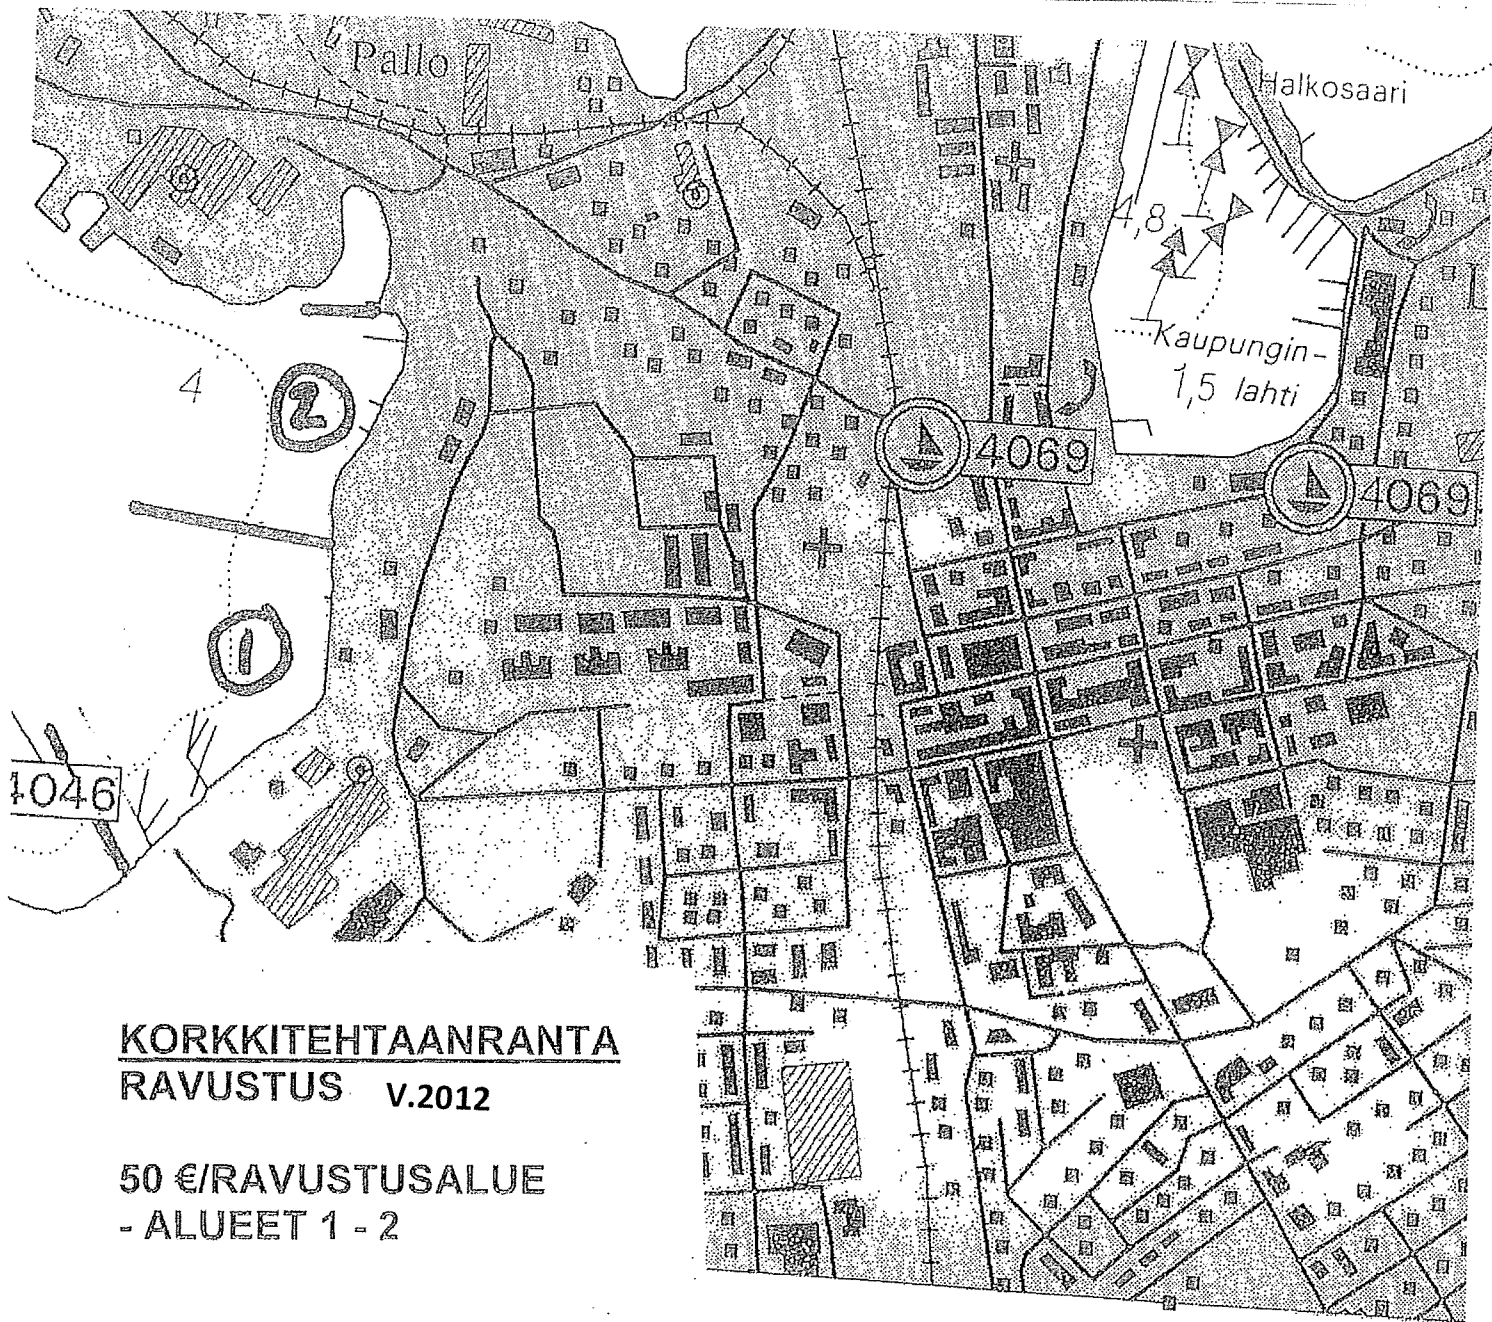 Pallo
Halkosaari
4,8
Kaupungin-
1,5 lahti
4
2
4069
4069
1
4046
KORKKITEHTAANRANTA
RAVUSTUS V.2012
50 €/RAVUSTUSALUE
- ALUEET 1 - 2